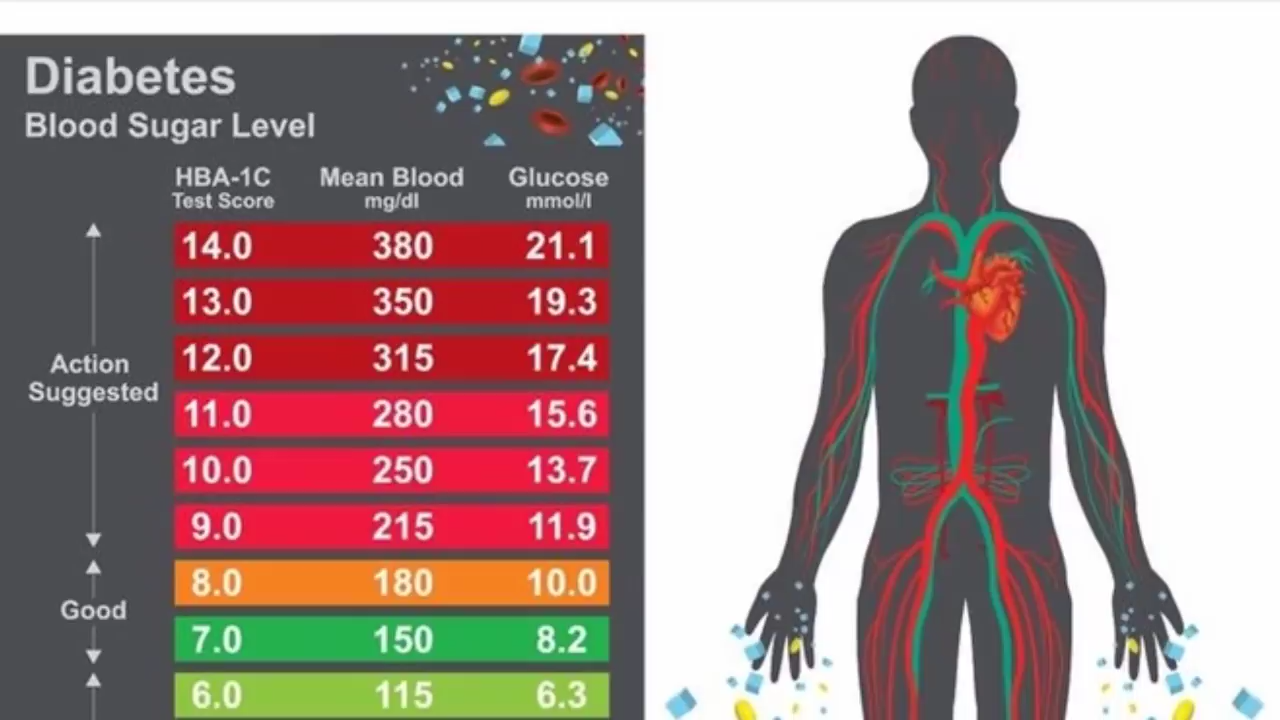 Diabetes
Blood Sugar Level
HBA-1C Mean Blood Glucose
Test Score mg/dl mmol/l
14.0 380 21.1
13.0 350 19.3
12.0 315 17.4
Action
Suggested
11.0 280 15.6
10.0 250 13.7
9.0 215 11.9
8.0 180 10.0
Good
7.0 150 8.2
6.0 115 6.3